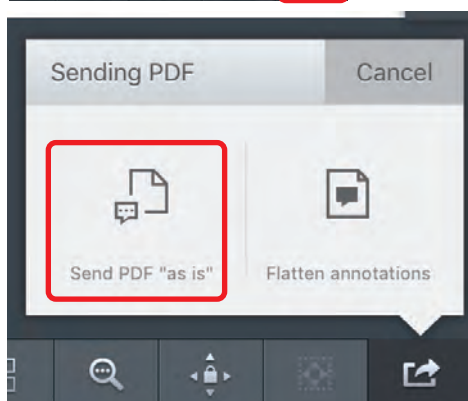 Sending PDF Cancel
Send PDF "as is" Flatten annotations